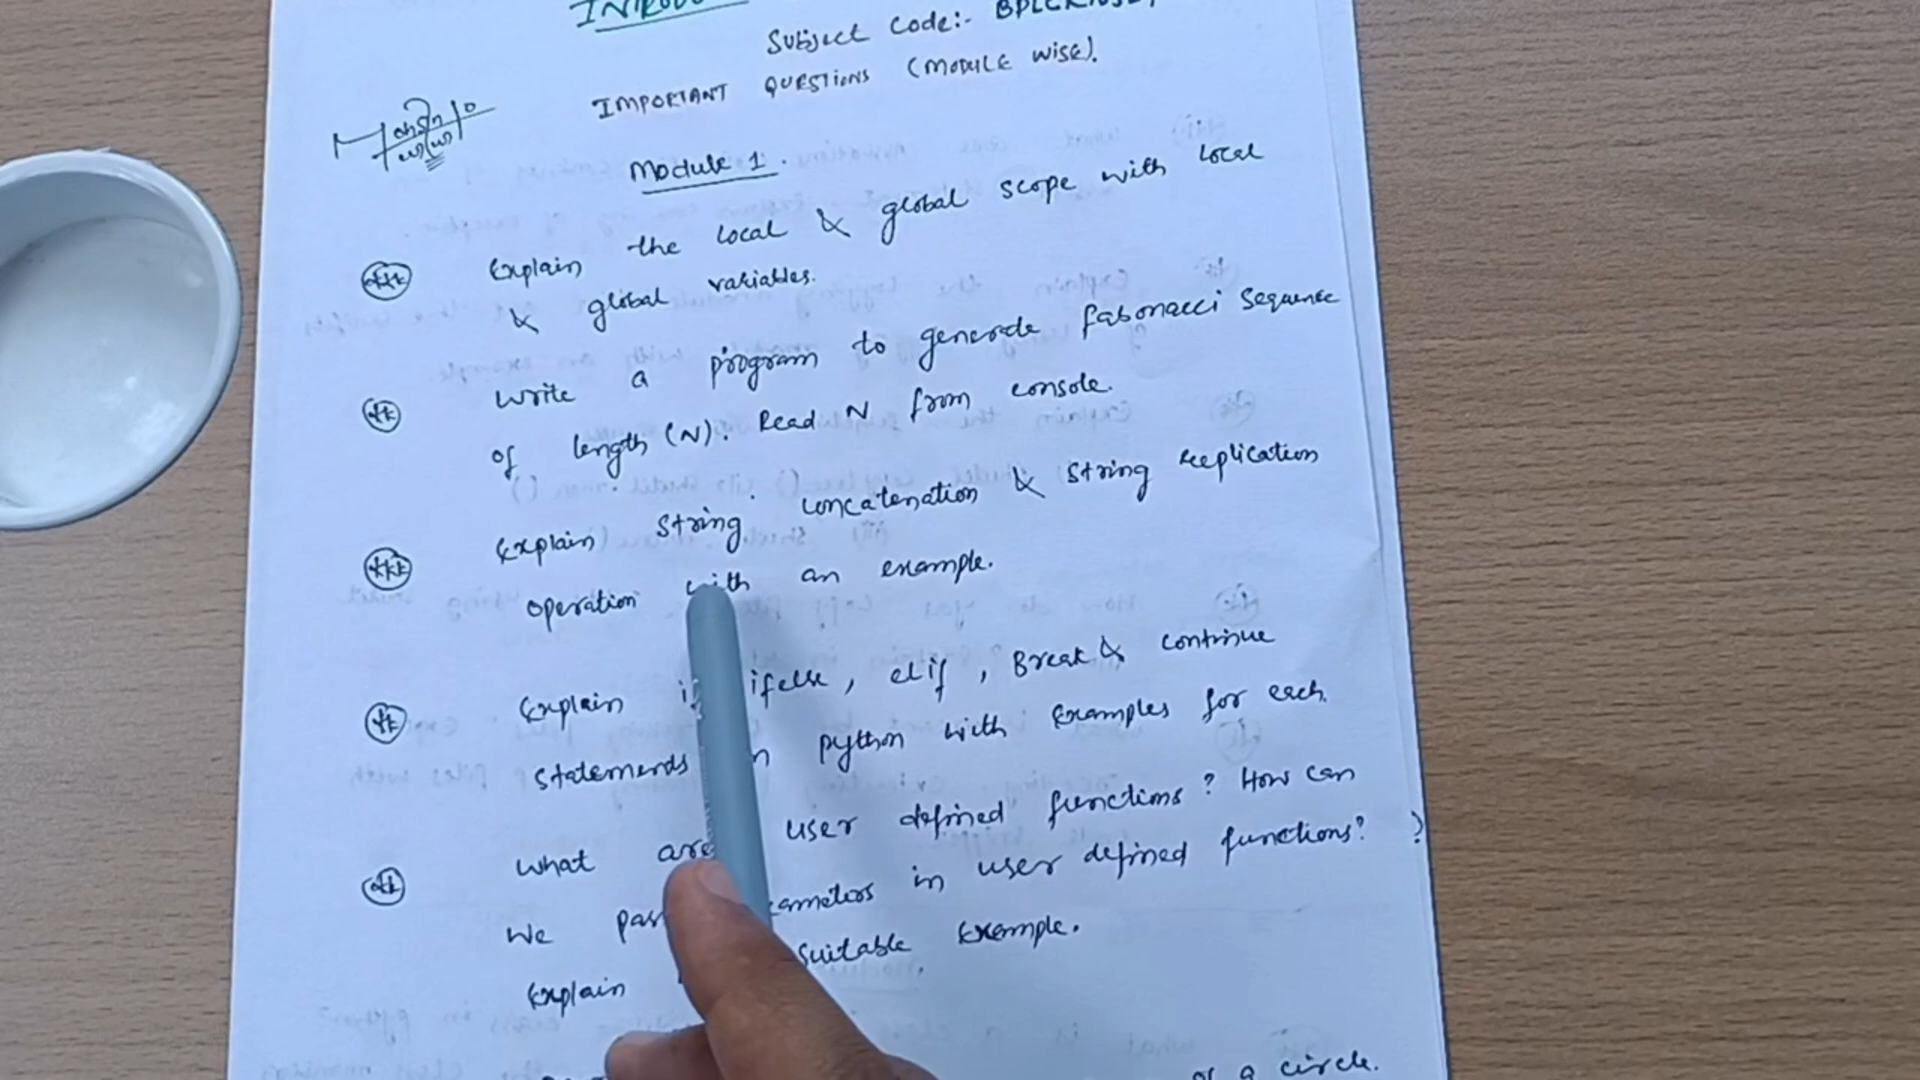 Subject Code:-
IMPORTANT QUESTIONS (MODULE WISE).
Module 1.
Explain the local & global scope with local
& global variables.
Write a program to generate fabonacci Sequence
of length (N). Read N from console.
Explain string concatenation & string replication
operation with an example.
Explain ifelse, elif, Break & continue
statements python with Examples for each.
What are user defined functions? How can
We in user defined functions? ?
Explain suitable Example.
of a circle.